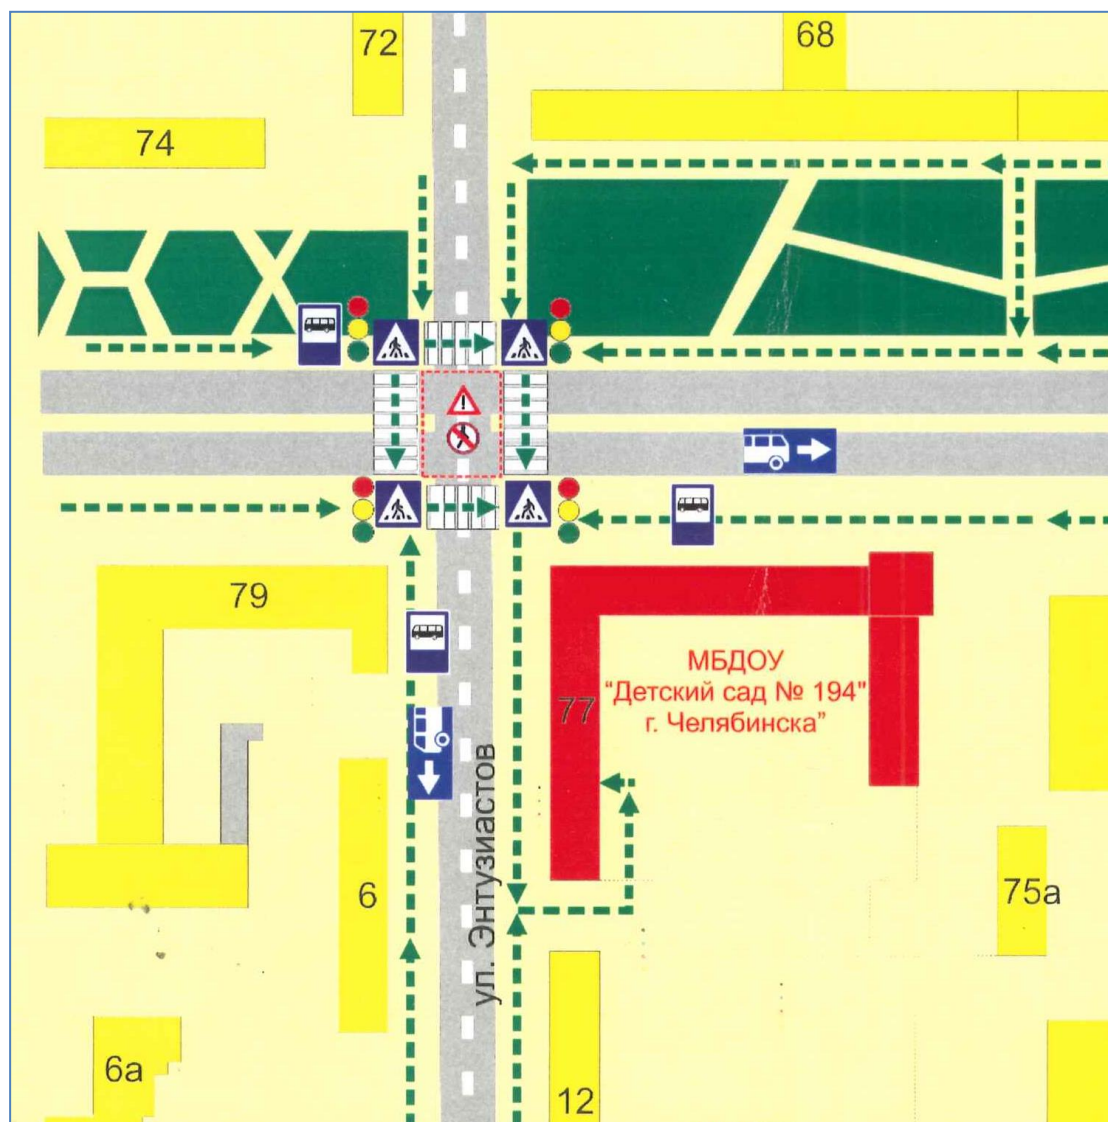 72
68
74
79
МБДОУ
“Детский сад № 194"
г. Челябинска”
77
ул. Энтузиастов
6
75а
6а
12